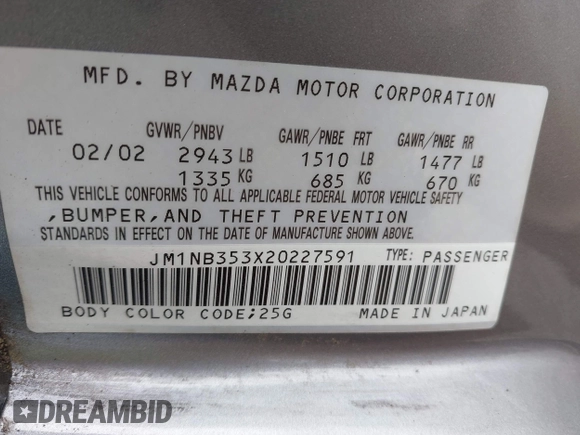 MFD. BY MAZDA MOTOR CORPORATION
DATE GVWR/PNBV GAWR/PNBE FRT GAWR/PNBE RR
02/02 2943 LB 1510 LB 1477 LB
1335 KG 685 KG 670 KG
THIS VEHICLE CONFORMS TO ALL APPLICABLE FEDERAL MOTOR VEHICLE SAFETY
,BUMPER,AND THEFT PREVENTION
STANDARDS IN EFFECT ON THE DATE OF MANUFACTURE SHOWN ABOVE.
JM1NB353X20227591 TYPE: PASSENGER
BODY COLOR CODE;25G MADE IN JAPAN
DREAMBID